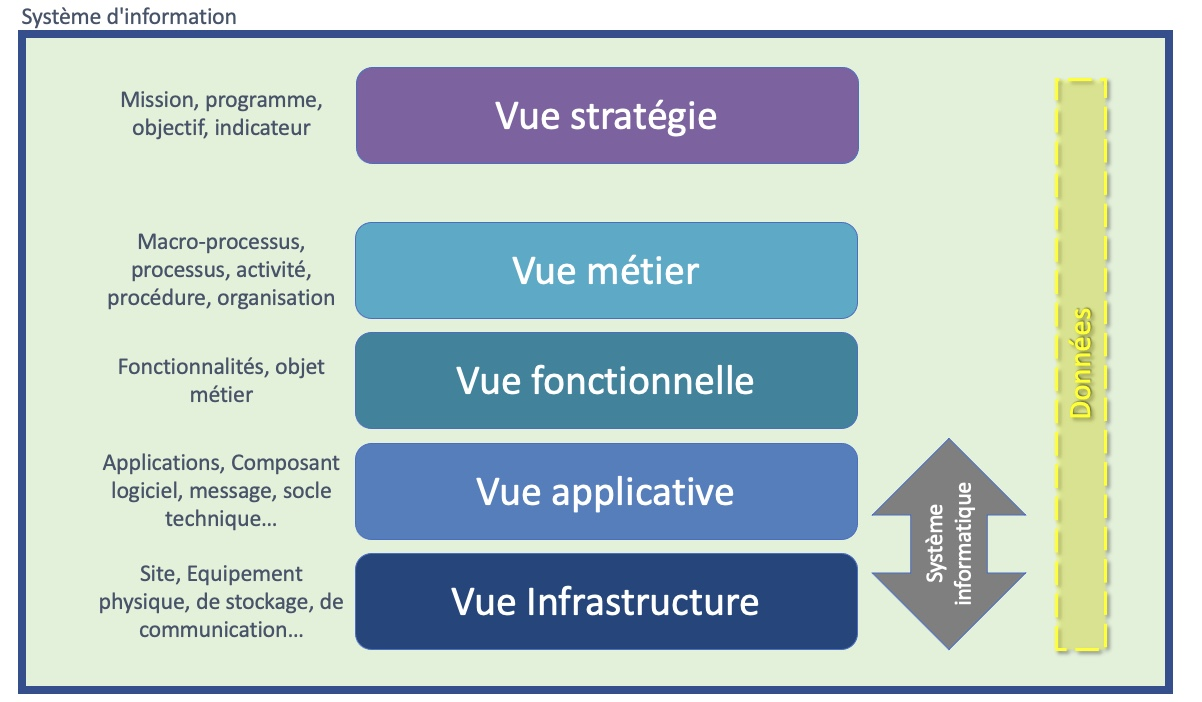 Système d'information
Mission, programme,
objectif, indicateur
Vue stratégie
Macro-processus,
processus, activité,
procédure, organisation
Vue métier
Fonctionnalités, objet
métier
Vue fonctionnelle
Applications, Composant
logiciel, message, socle
technique...
Vue applicative
Site, Equipement
physique, de stockage, de
communication...
Vue Infrastructure
Système
informatique
Données